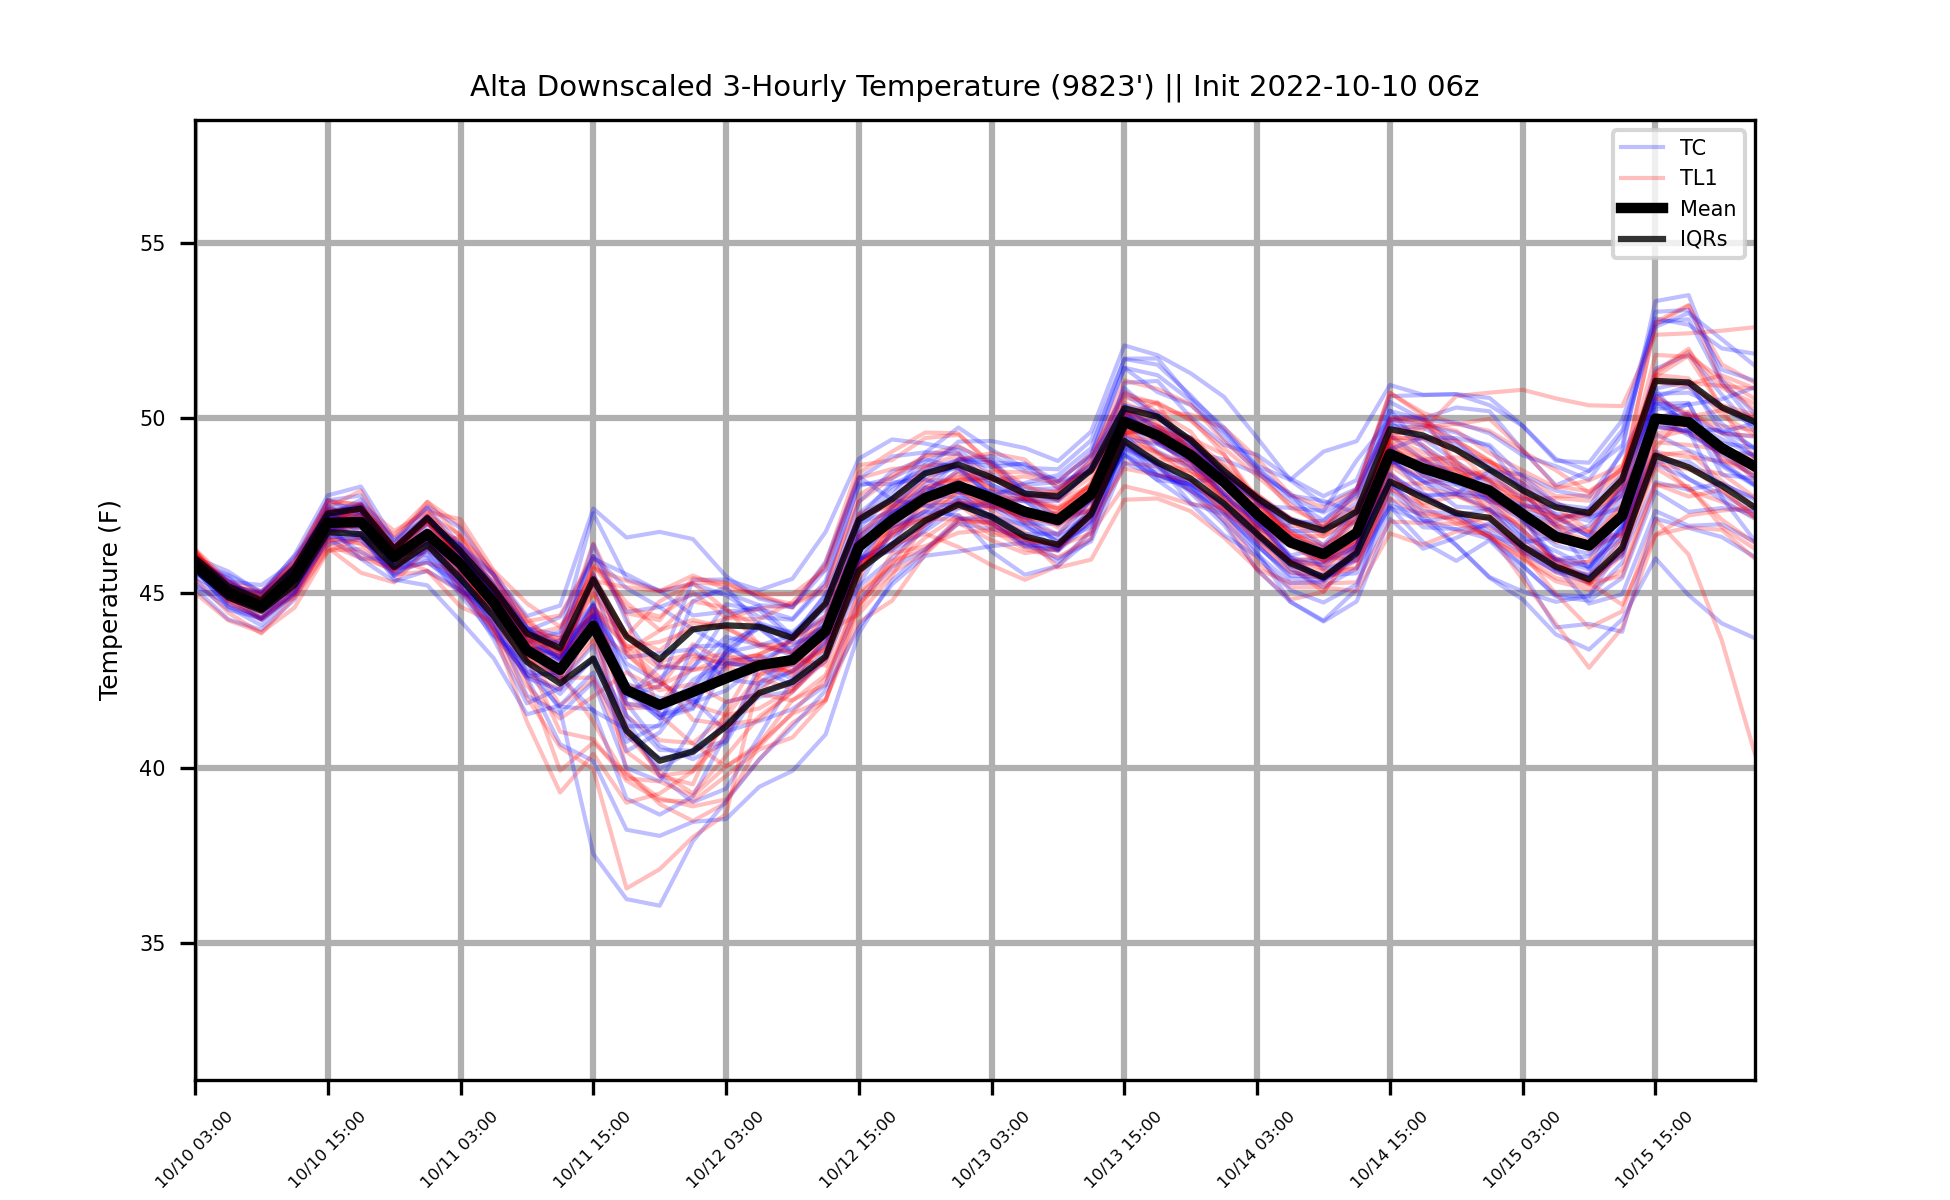 Alta Downscaled 3-Hourly Temperature (9823') || Init 2022-10-10 06z
TC
TL1
Mean
IQRs
Temperature (F)
55
50
45
40
35
10/10 03:00
10/10 15:00
10/11 03:00
10/11 15:00
10/12 03:00
10/12 15:00
10/13 03:00
10/13 15:00
10/14 03:00
10/14 15:00
10/15 03:00
10/15 15:00